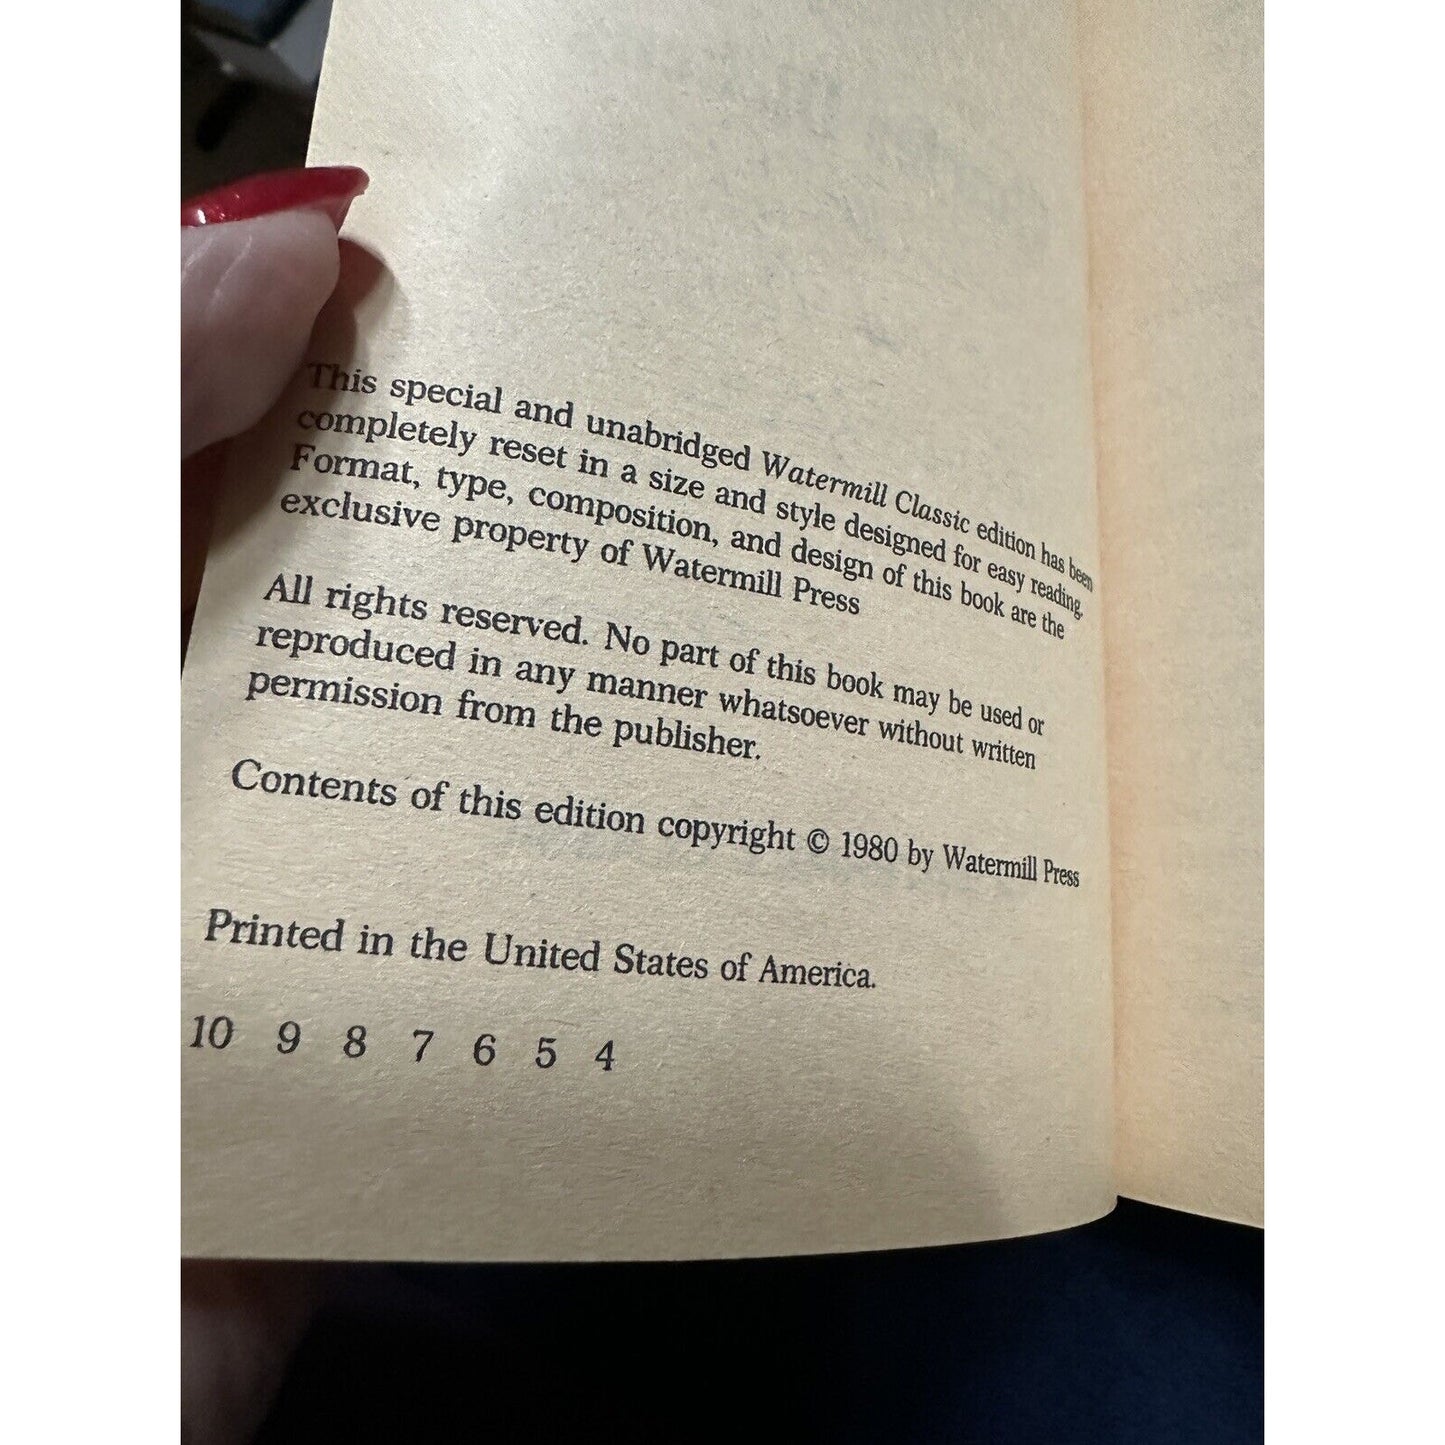 This special and unabridged Watermill Classic edition has been
completely reset in a size and style designed for easy reading.
Format, type, composition, and design of this book are the
exclusive property of Watermill Press
All rights reserved. No part of this book may be used or
reproduced in any manner whatsoever without written
permission from the publisher.
Contents of this edition copyright © 1980 by Watermill Press
Printed in the United States of America.
10 9 8 7 6 5 4